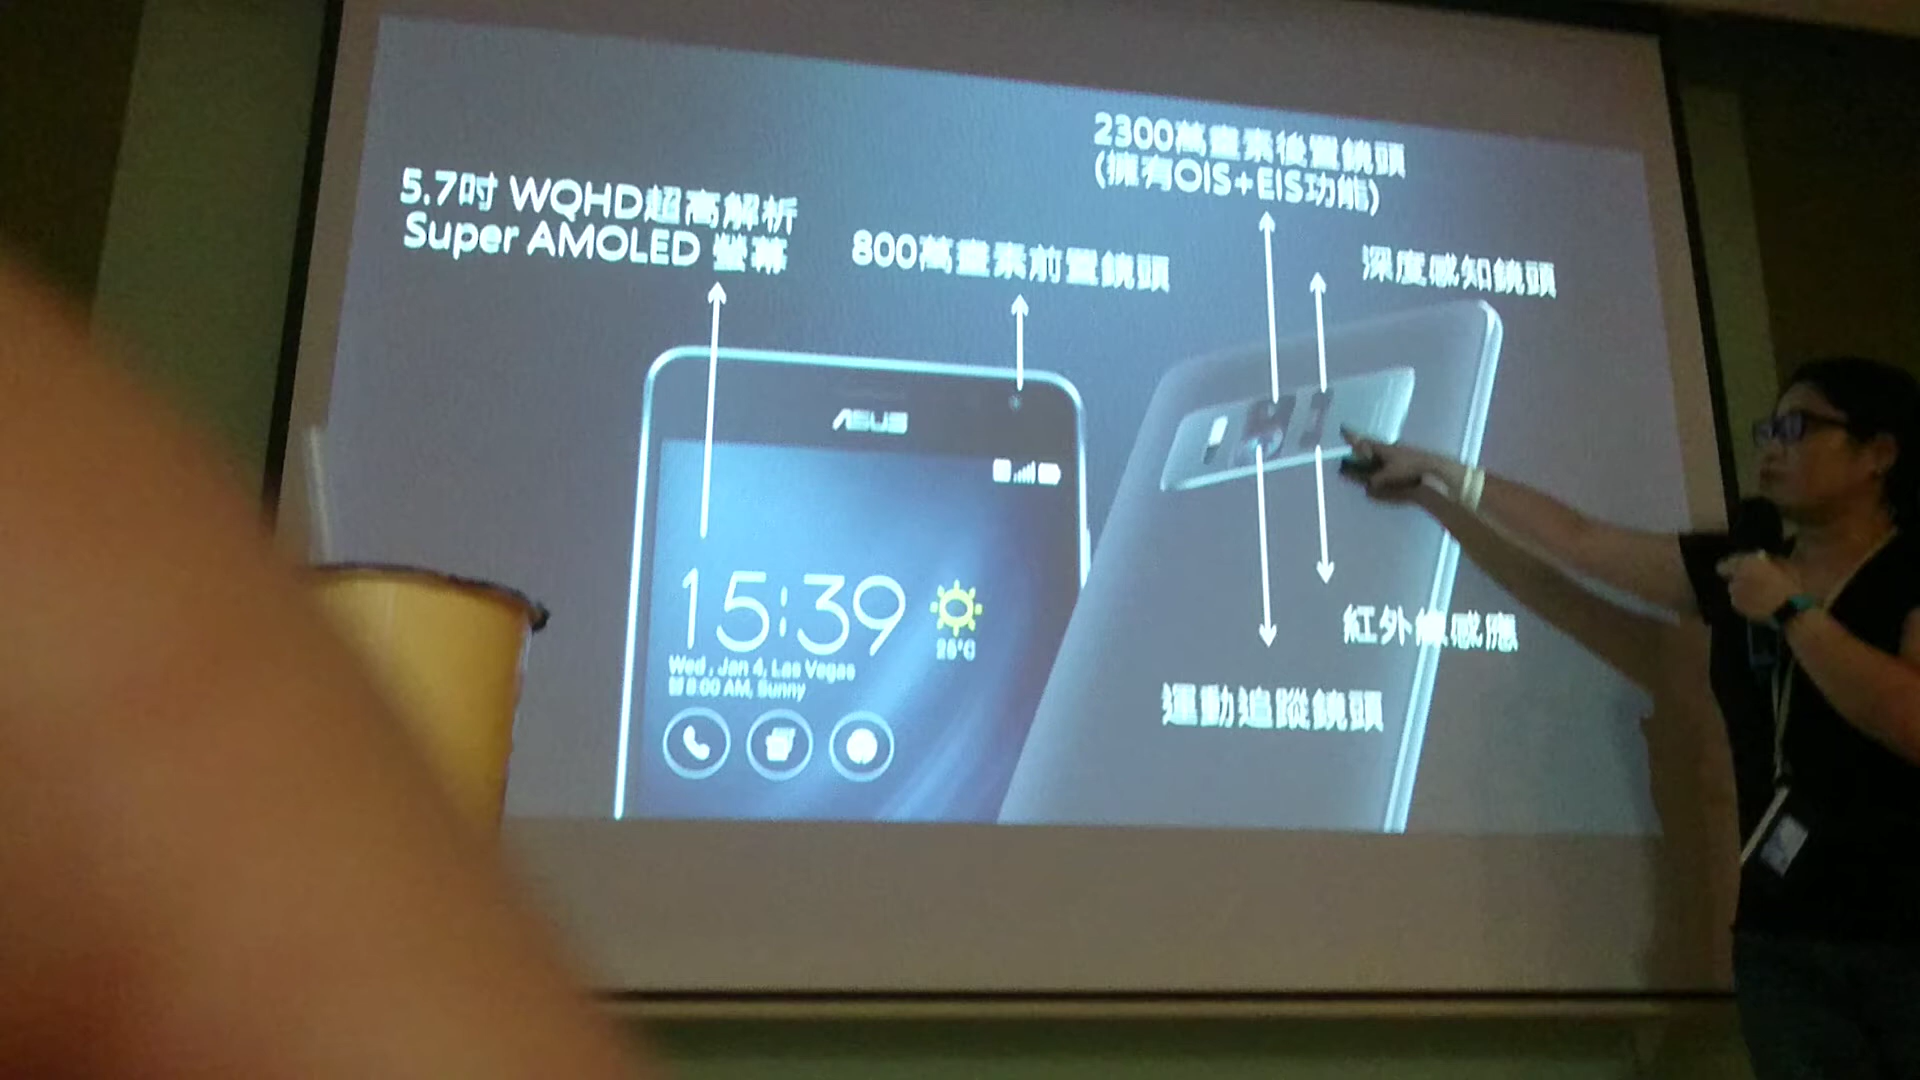 2300萬畫素後置鏡頭
(擁有OIS+EIS功能)
5.7吋 WQHD超高解析
Super AMOLED 螢幕
800萬畫素前置鏡頭
深度感知鏡頭
ASUS
15:39
25°C
Wed , Jan 4, Las Vegas
8:00 AM, Sunny
紅外線感應
運動追蹤鏡頭